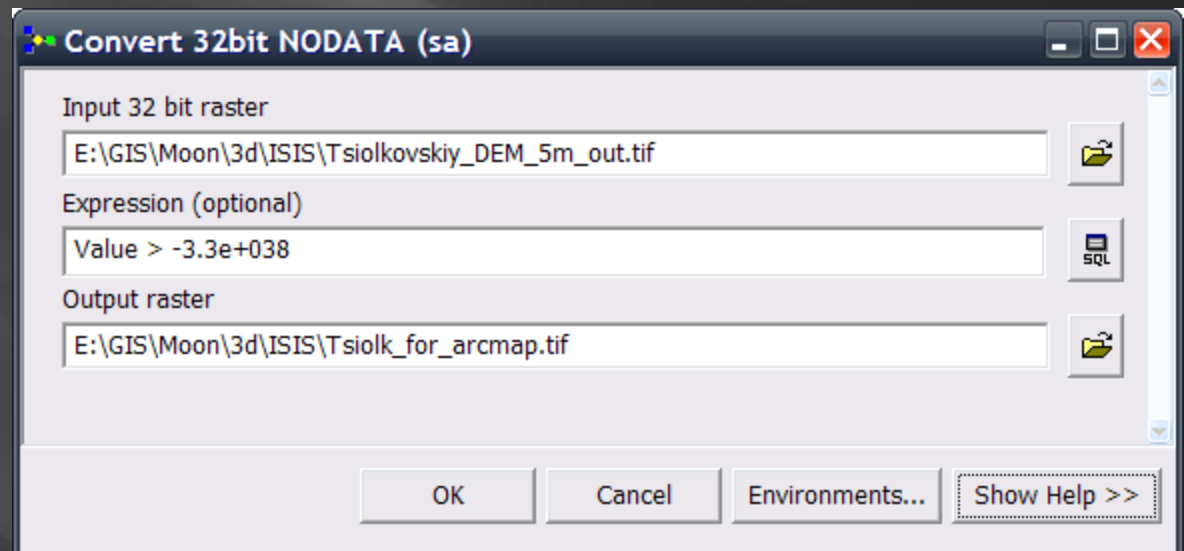 Convert 32bit NODATA (sa)
Input 32 bit raster
E:\GIS\Moon\3d\ISIS\Tsiolkovskiy_DEM_5m_out.tif
Expression (optional)
Value > -3.3e+038
SQL
Output raster
E:\GIS\Moon\3d\ISIS\Tsiolk_for_arcmap.tif
OK Cancel Environments... Show Help >>